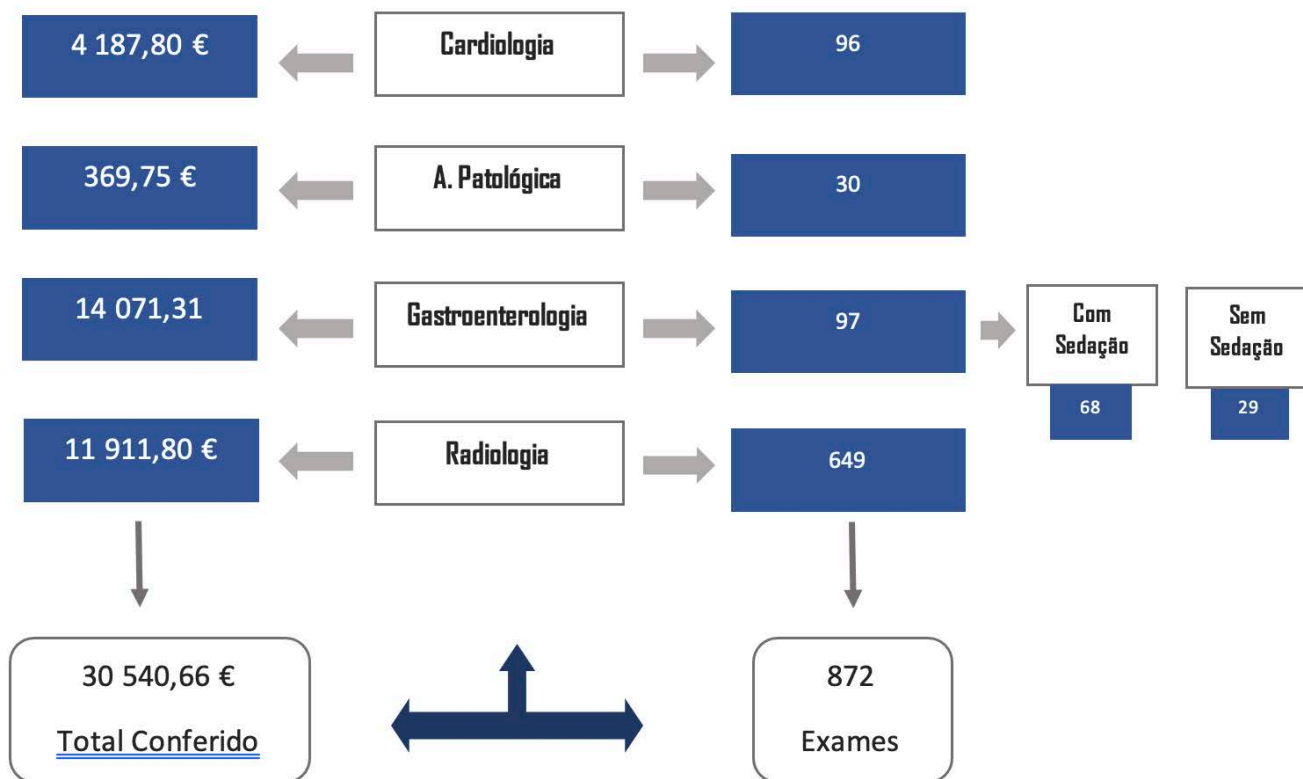 4 187,80 €
Cardiologia
96
369,75 €
A. Patológica
30
14 071,31
Gastroenterologia
97
Com
Sedação
68
Sem
Sedação
29
11 911,80 €
Radiologia
649
30 540,66 €
Total Conferido
872
Exames